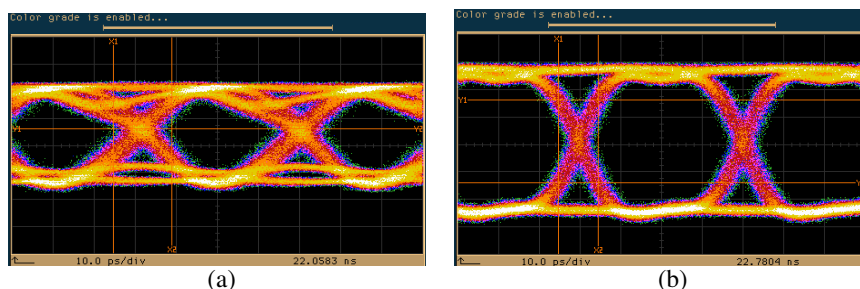 Color grade is enabled...
X1
Y1
Y2
X2
10.0 ps/div
22.0583 ns
(a)
Color grade is enabled...
X1
Y1
X2
10.0 ps/div
22.7804 ns
(b)